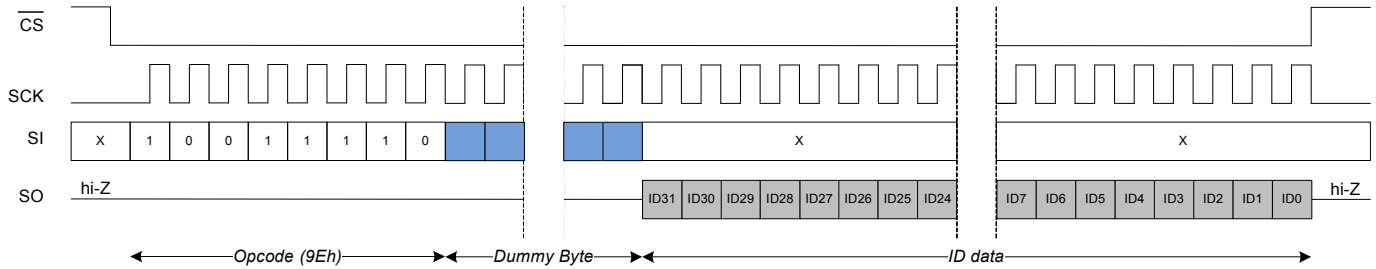 CS
SCK
SI X 1 0 0 1 1 1 1 0 X X
SO hi-Z ID31 ID30 ID29 ID28 ID27 ID26 ID25 ID24 ID7 ID6 ID5 ID4 ID3 ID2 ID1 ID0 hi-Z
Opcode (9Eh) Dummy Byte ID data